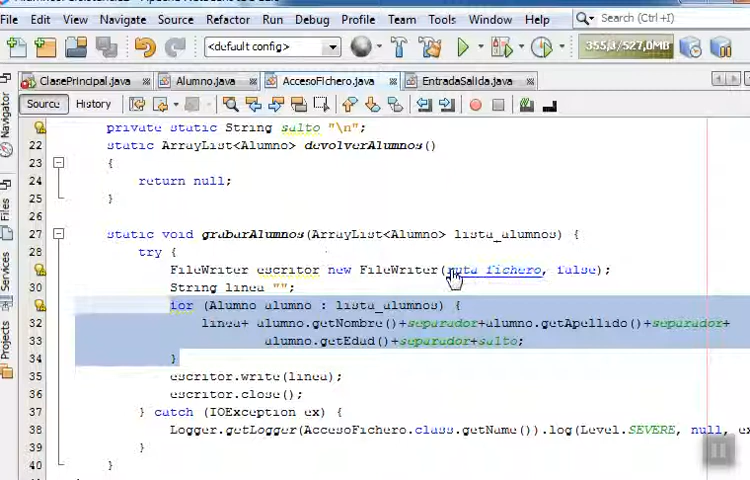 File Edit View Navigate Source Refactor Run Debug Profile Team Tools Window Help Search (Ctrl+I)
<default config> 355,3/527,0MB
ClasePrincipal.java Alumno.java AccesoFichero.java EntradaSalida.java
Source History
Navigator
Files
Services
Projects
private static String salto "\n";
22 static ArrayList<Alumno> devolverAlumnos()
23 {
24 return null;
25 }
26
27 static void grabarAlumnos(ArrayList<Alumno> lista_alumnos) {
28 try {
FileWriter escritor new FileWriter(ruta_fichero, false);
30 String linea "";
for (Alumno alumno : lista_alumnos) {
32 linea+ alumno.getNombre()+separador+alumno.getApellido()+separador+
33 alumno.getEdad()+separador+salto;
34 }
35 escritor.write(linea);
36 escritor.close();
37 } catch (IOException ex) {
38 Logger.getLogger(AccesoFichero.class.getName()).log(Level.SEVERE, null, ex
39 }
40 }